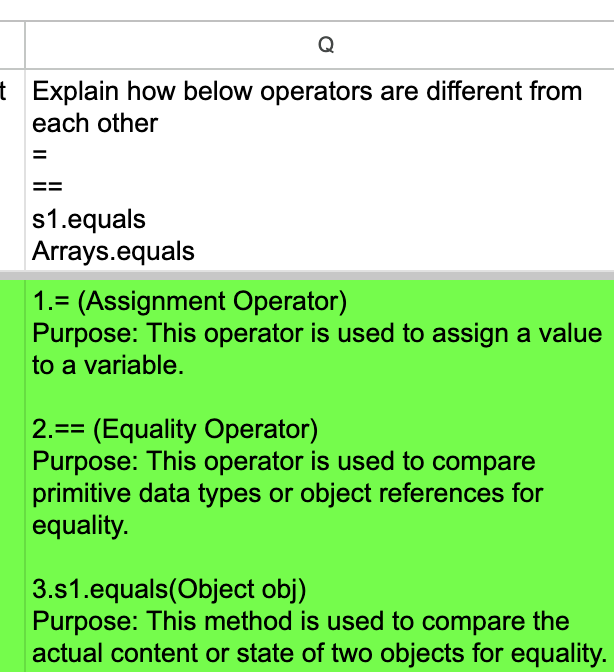 Q
t Explain how below operators are different from
each other
=
==
s1.equals
Arrays.equals
1.= (Assignment Operator)
Purpose: This operator is used to assign a value
to a variable.
2.== (Equality Operator)
Purpose: This operator is used to compare
primitive data types or object references for
equality.
3.s1.equals(Object obj)
Purpose: This method is used to compare the
actual content or state of two objects for equality.